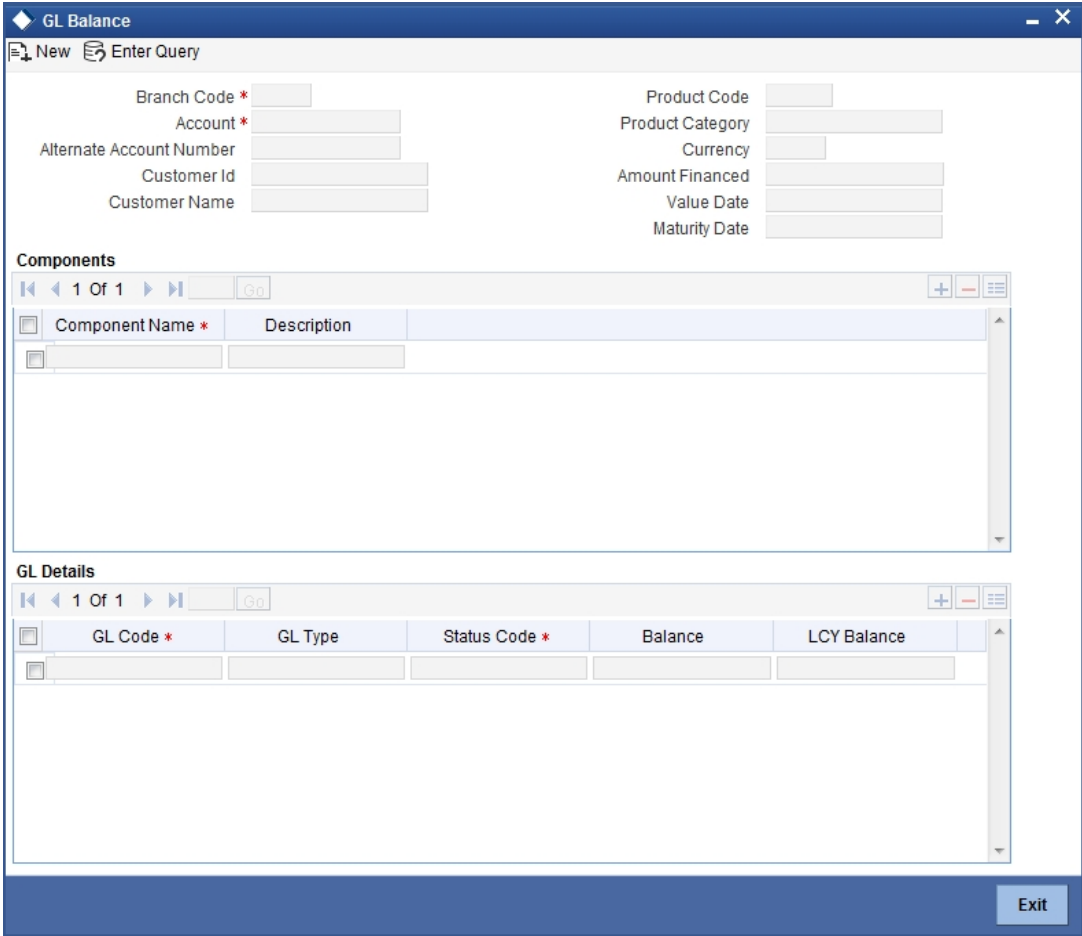 GL Balance
New Enter Query
Branch Code *
Account *
Alternate Account Number
Customer Id
Customer Name
Product Code
Product Category
Currency
Amount Financed
Value Date
Maturity Date
Components
1 Of 1 Go
Component Name * Description
GL Details
1 Of 1 Go
GL Code * GL Type Status Code * Balance LCY Balance
Exit